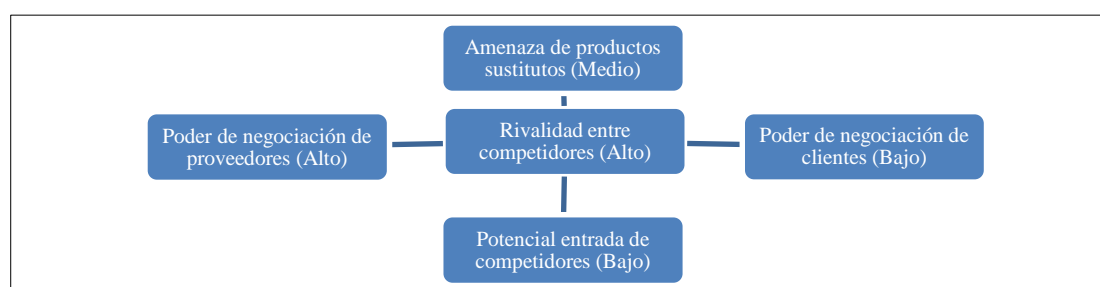 Amenaza de productos
sustitutos (Medio)
Poder de negociación de
proveedores (Alto)
Rivalidad entre
competidores (Alto)
Poder de negociación de
clientes (Bajo)
Potencial entrada de
competidores (Bajo)